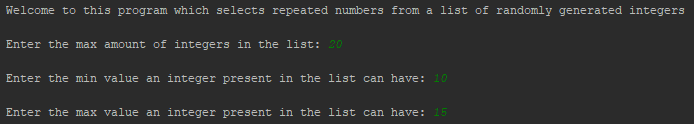 Welcome to this program which selects repeated numbers from a list of randomly generated integers
Enter the max amount of integers in the list: 20
Enter the min value an integer present in the list can have: 10
Enter the max value an integer present in the list can have: 15